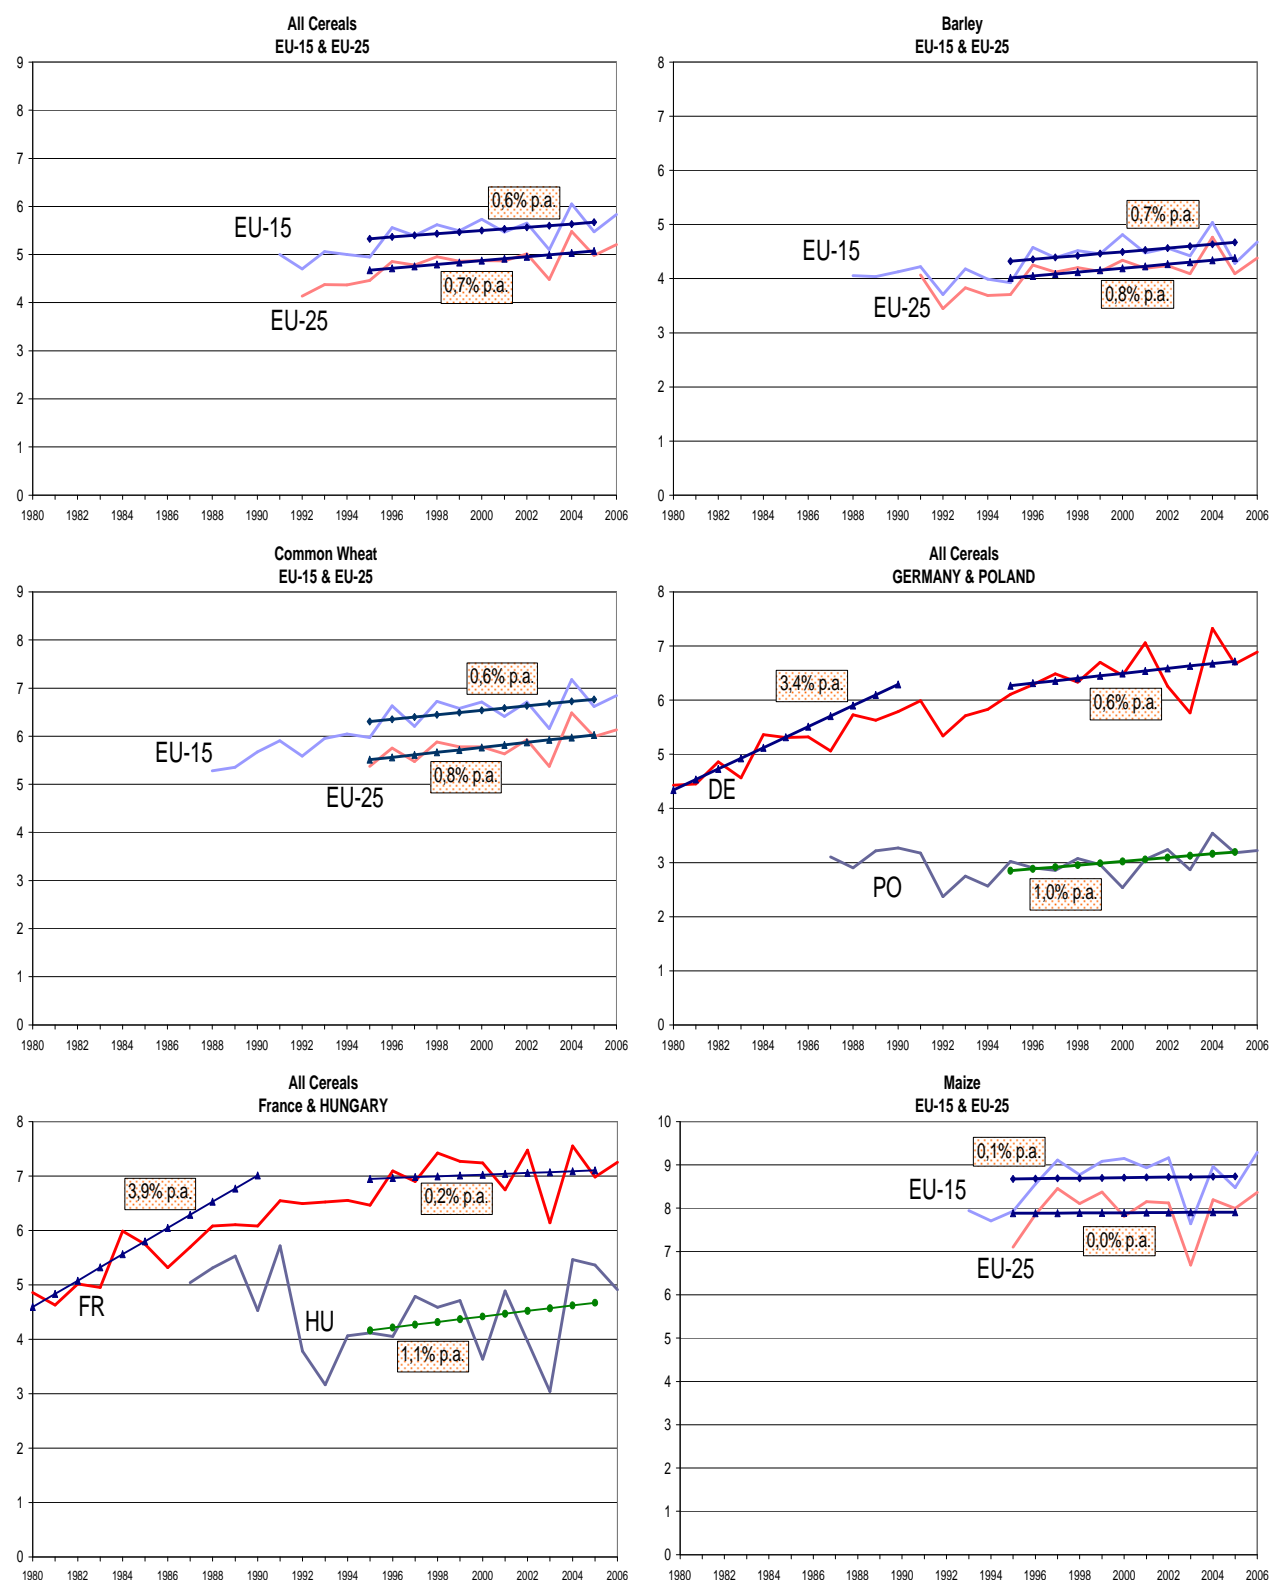 All Cereals
EU-15 & EU-25
9
8
7
6
5
4
3
2
1
0
EU-15
0,6% p.a.
0,7% p.a.
EU-25
1980 1982 1984 1986 1988 1990 1992 1994 1996 1998 2000 2002 2004 2006
Barley
EU-15 & EU-25
8
7
6
5
4
3
2
1
0
0,7% p.a.
EU-15
0,8% p.a.
EU-25
1980 1982 1984 1986 1988 1990 1992 1994 1996 1998 2000 2002 2004 2006
Common Wheat
EU-15 & EU-25
9
8
7
6
5
4
3
2
1
0
0,6% p.a.
EU-15
0,8% p.a.
EU-25
1980 1982 1984 1986 1988 1990 1992 1994 1996 1998 2000 2002 2004 2006
All Cereals
GERMANY & POLAND
8
7
6
5
4
3
2
1
0
3,4% p.a.
0,6% p.a.
DE
PO
1,0% p.a.
1980 1982 1984 1986 1988 1990 1992 1994 1996 1998 2000 2002 2004 2006
All Cereals
France & HUNGARY
8
7
6
5
4
3
2
1
0
3,9% p.a.
0,2% p.a.
FR
HU
1,1% p.a.
1980 1982 1984 1986 1988 1990 1992 1994 1996 1998 2000 2002 2004 2006
Maize
EU-15 & EU-25
10
9
8
7
6
5
4
3
2
1
0
0,1% p.a.
EU-15
0,0% p.a.
EU-25
1980 1982 1984 1986 1988 1990 1992 1994 1996 1998 2000 2002 2004 2006